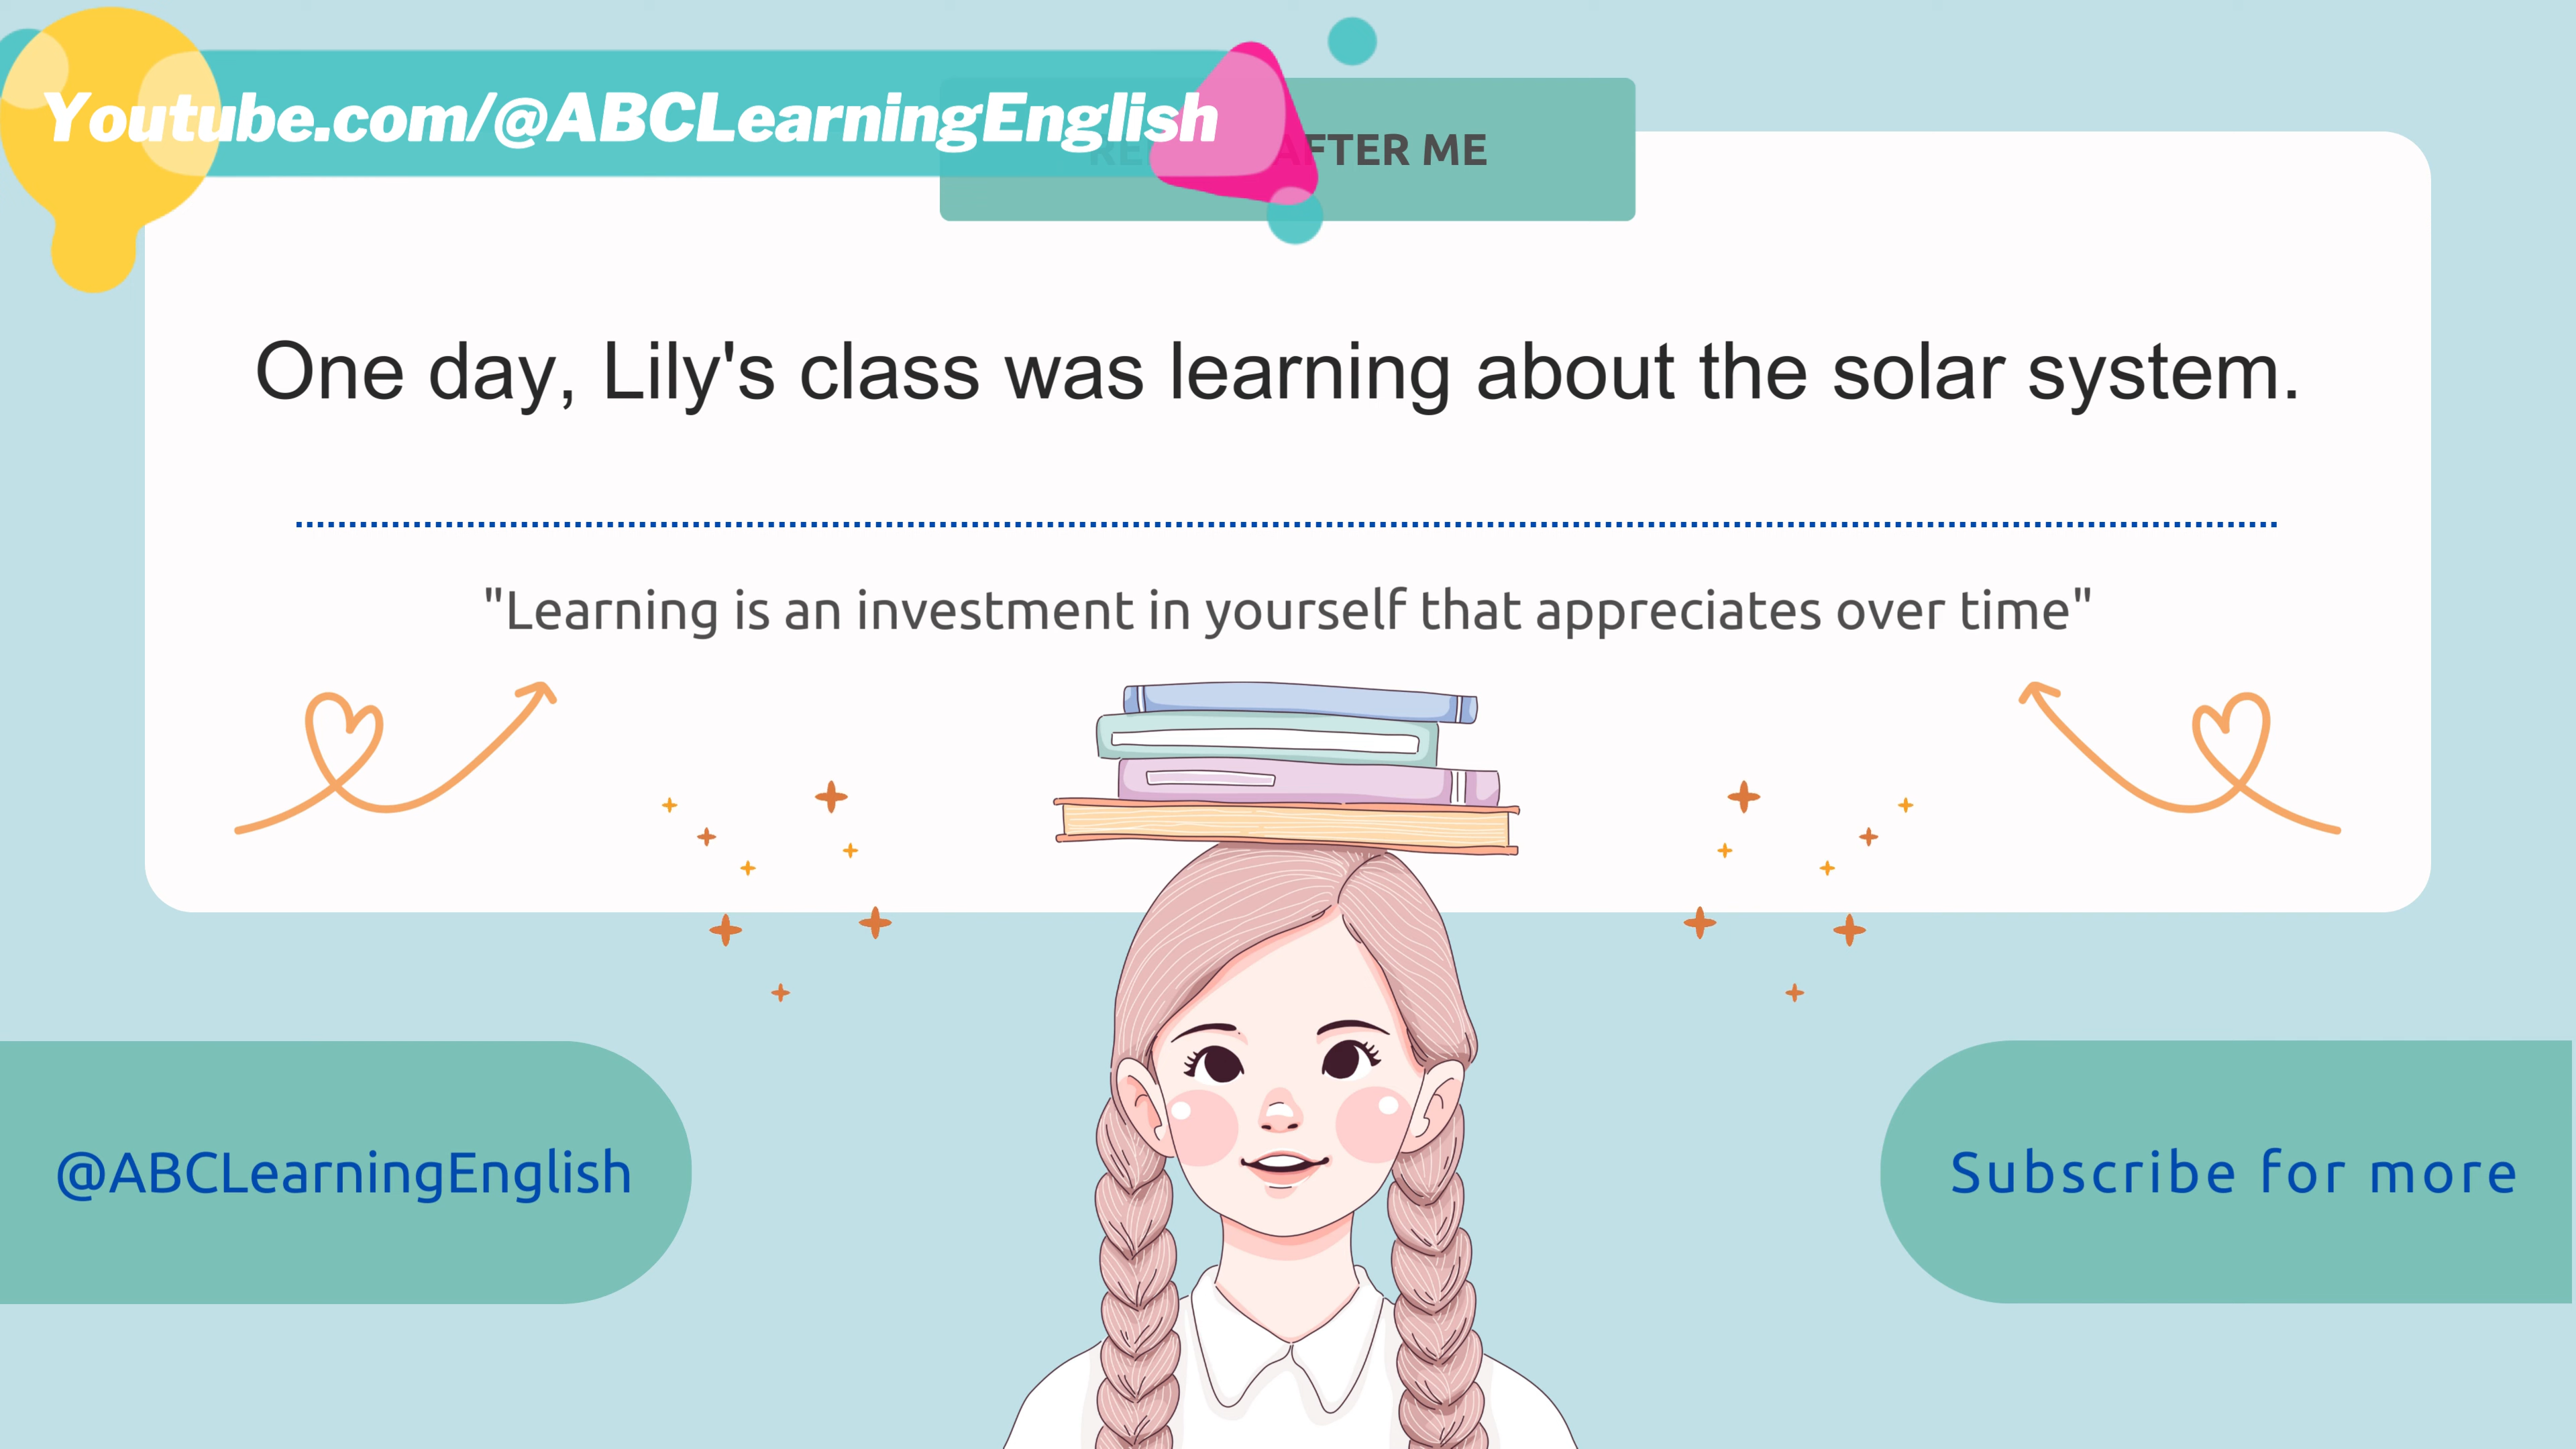 Youtube.com/@ABCLearningEnglish
AFTER ME
One day, Lily's class was learning about the solar system.
"Learning is an investment in yourself that appreciates over time"
@ABCLearningEnglish
Subscribe for more